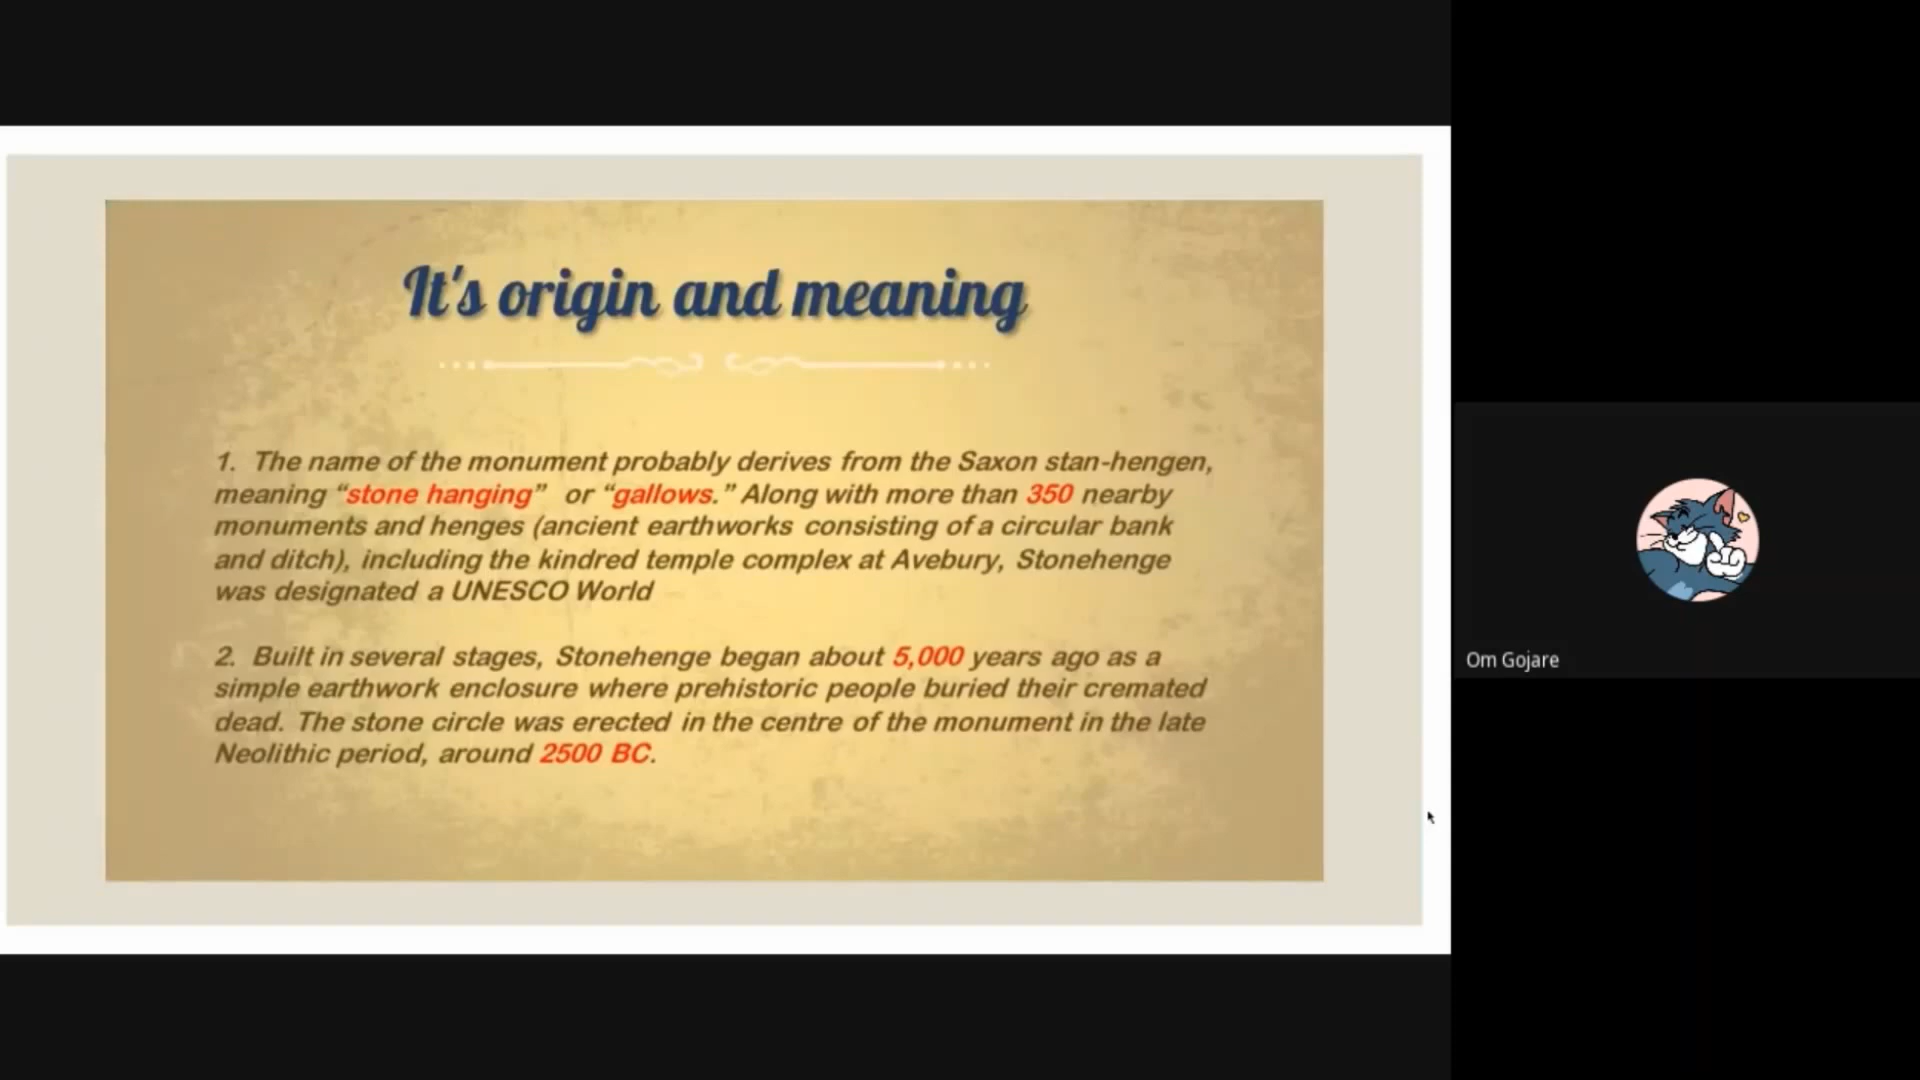 It's origin and meaning
1. The name of the monument probably derives from the Saxon stan-hengen,
meaning “stone hanging” or “gallows.” Along with more than 350 nearby
monuments and henges (ancient earthworks consisting of a circular bank
and ditch), including the kindred temple complex at Avebury, Stonehenge
was designated a UNESCO World
2. Built in several stages, Stonehenge began about 5,000 years ago as a
simple earthwork enclosure where prehistoric people buried their cremated
dead. The stone circle was erected in the centre of the monument in the late
Neolithic period, around 2500 BC.
Om Gojare